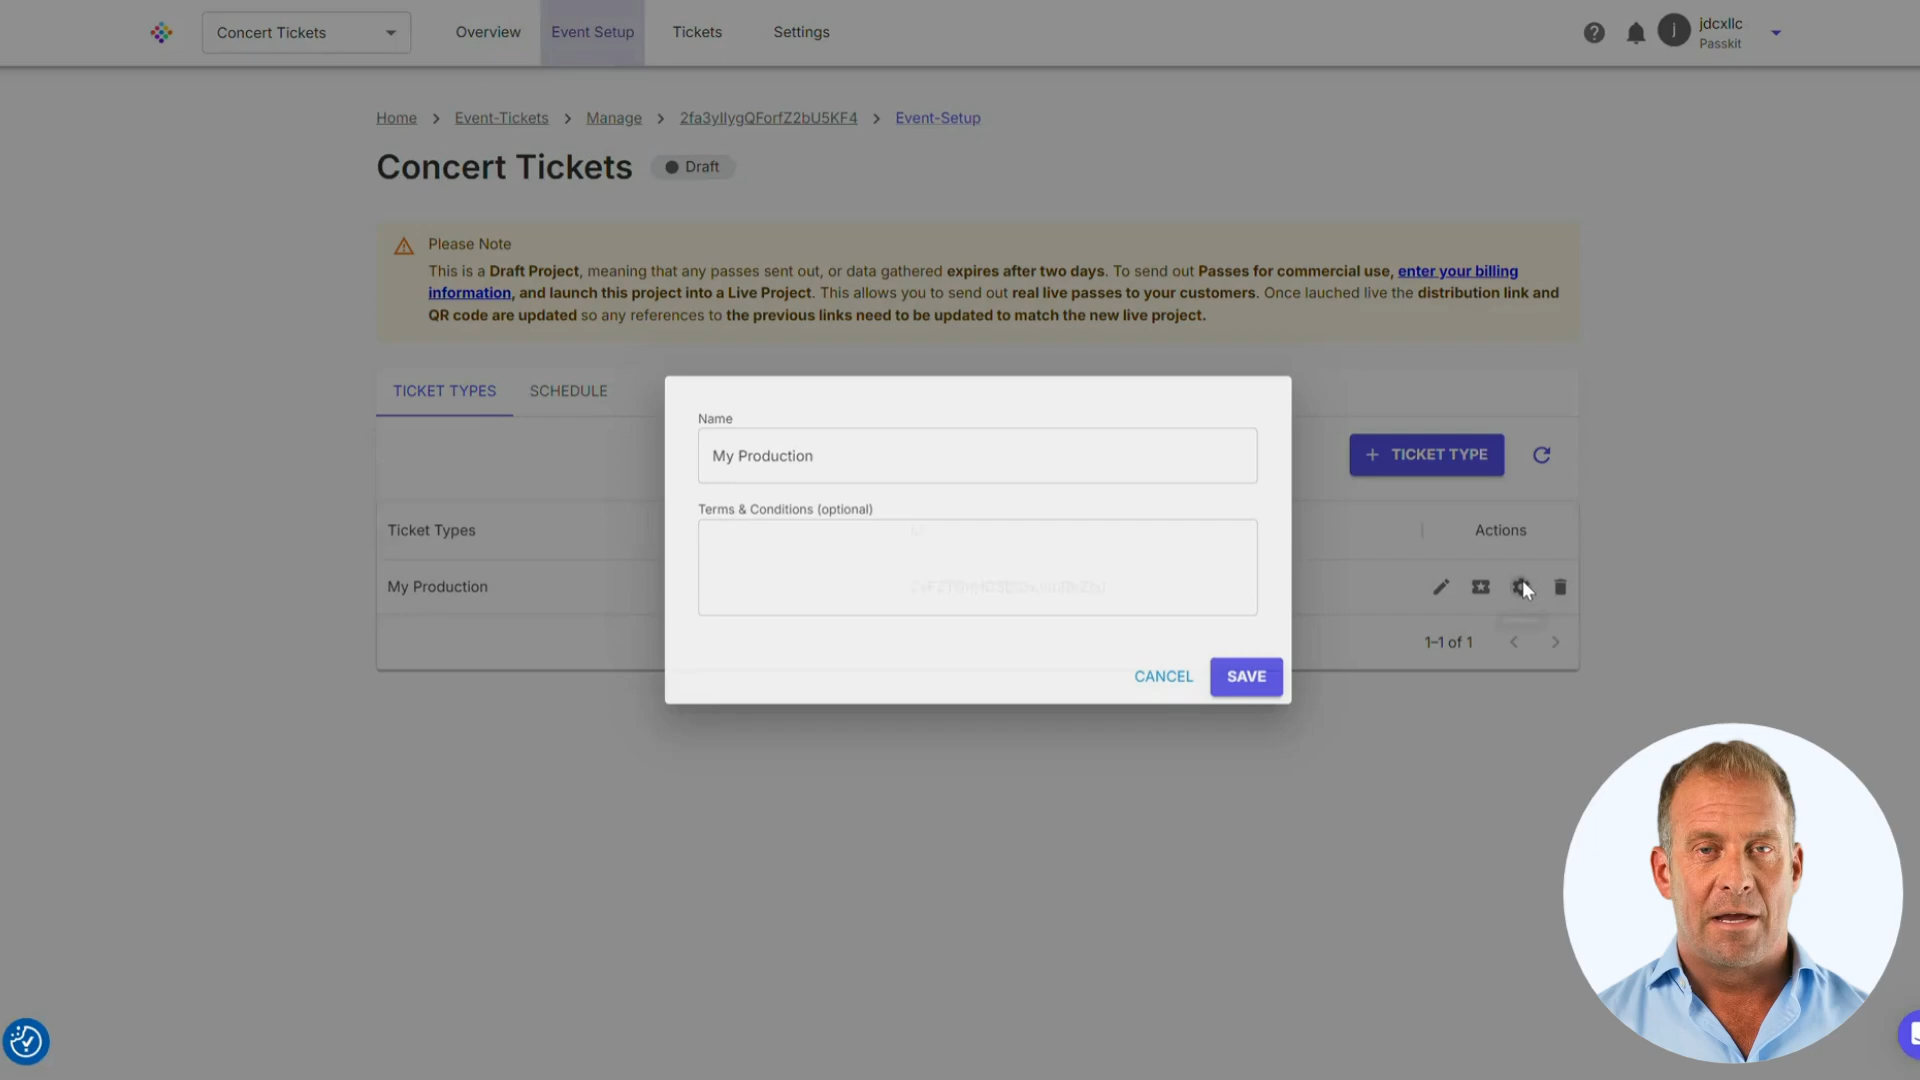 Concert Tickets
Overview
Event Setup
Tickets
Settings
j
jdcxllc
Passkit
Home > Event-Tickets > Manage > 2fa3yIlygQForfZ2bU5KF4 > Event-Setup
Concert Tickets
Draft
Please Note
This is a Draft Project, meaning that any passes sent out, or data gathered expires after two days. To send out Passes for commercial use, enter your billing
information, and launch this project into a Live Project. This allows you to send out real live passes to your customers. Once lauched live the distribution link and
QR code are updated so any references to the previous links need to be updated to match the new live project.
TICKET TYPES
SCHEDULE
+ TICKET TYPE
Ticket Types
Actions
My Production
1–1 of 1
Name
My Production
Terms & Conditions (optional)
CANCEL
SAVE